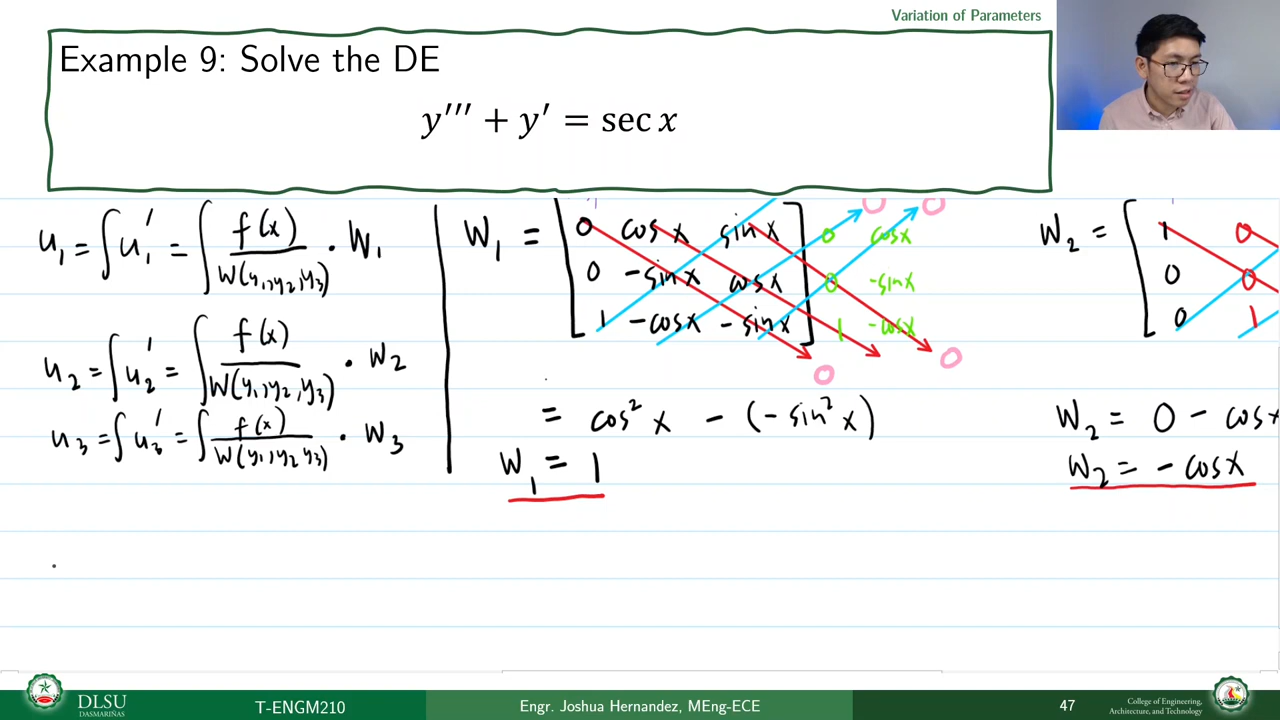 Variation of Parameters
Example 9: Solve the DE
y′′′ + y′ = sec x
u₁ = ∫ u₁′ = ∫ f(x) / W(y₁, y₂, y₃) · W₁
u₂ = ∫ u₂′ = ∫ f(x) / W(y₁, y₂, y₃) · W₂
u₃ = ∫ u₃′ = ∫ f(x) / W(y₁, y₂ y₃) · W₃
0 0
W₁ = [ 0 cos x sin x ] 0 cos x
0 -sin x cos x 0 -sin x
1 -cos x -sin x 1 -cos x
0 0
= cos² x - (- sin² x)
W₁ = 1
W₂ = [ 1 0
0 0
0 1
W₂ = 0 - cos x
W₂ = - cos x
DLSU
DASMARIÑAS
T-ENGM210
Engr. Joshua Hernandez, MEng-ECE
47
College of Engineering,
Architecture, and Technology